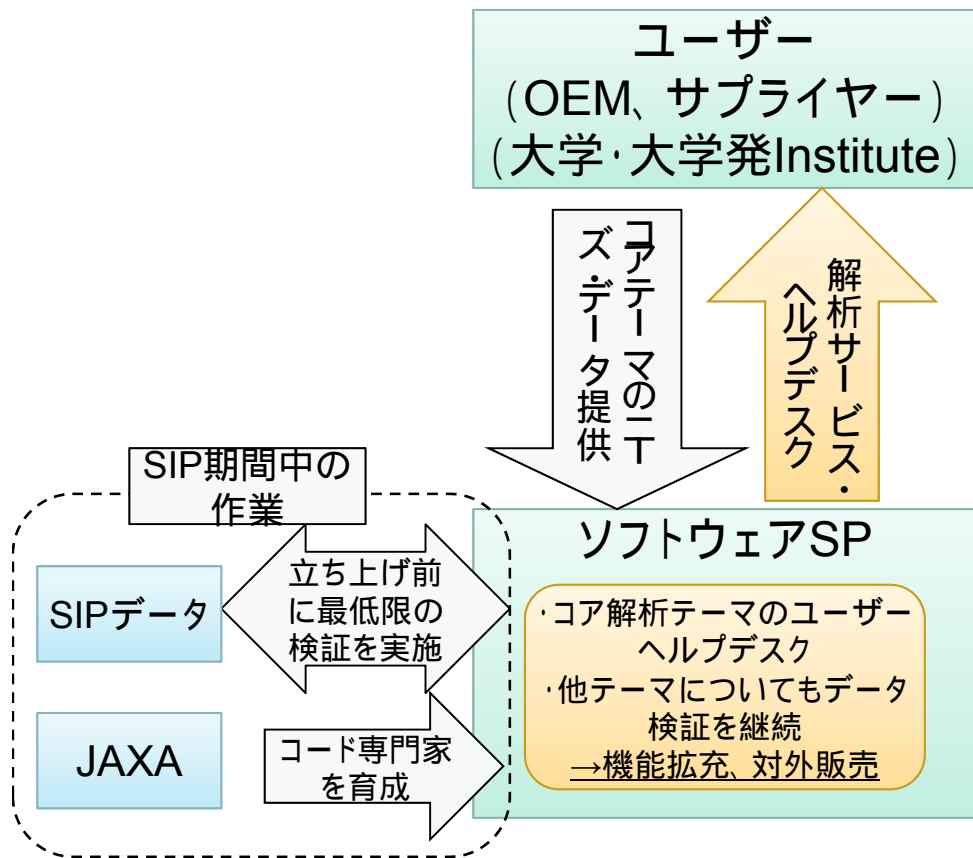 ユーザー
(OEM、サプライヤー)
(大学・大学発Institute)
コアテーマのニー
ズ・データ提供
解析サービス・
ヘルプデスク
SIP期間中の
作業
SIPデータ
立ち上げ前
に最低限の
検証を実施
JAXA
コード専門家
を育成
ソフトウェアSP
・コア解析テーマのユーザー
ヘルプデスク
・他テーマについてもデータ
検証を継続
→機能拡充、対外販売